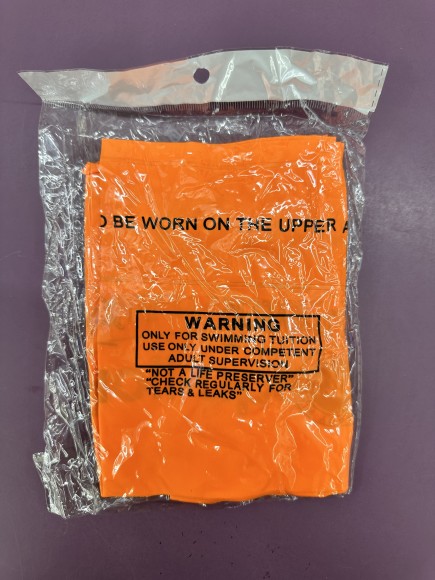 BE WORN ON THE UPPER
WARNING
ONLY FOR SWIMMING TUITION
USE ONLY UNDER COMPETENT
ADULT SUPERVISION
"NOT A LIFE PRESERVER"
"CHECK REGULARLY FOR
TEARS & LEAKS"